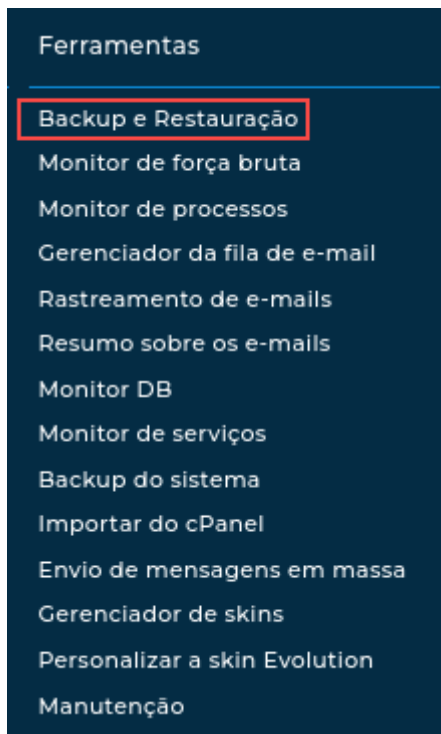 Ferramentas
Backup e Restauração
Monitor de força bruta
Monitor de processos
Gerenciador da fila de e-mail
Rastreamento de e-mails
Resumo sobre os e-mails
Monitor DB
Monitor de serviços
Backup do sistema
Importar do cPanel
Envio de mensagens em massa
Gerenciador de skins
Personalizar a skin Evolution
Manutenção